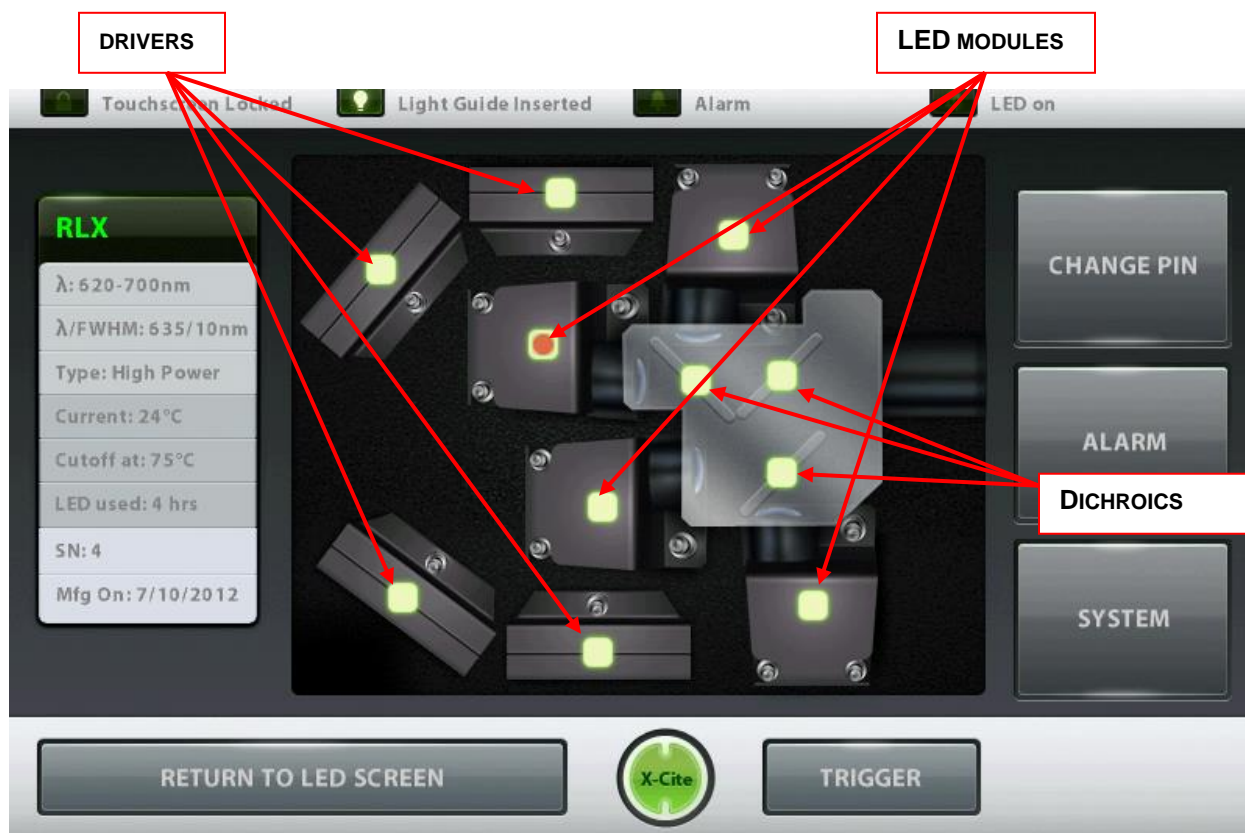 DRIVERS
LED MODULES
Touchscreen Locked
Light Guide Inserted
Alarm
LED on
RLX
λ: 620-700nm
λ/FWHM: 635/10nm
Type: High Power
Current: 24°C
Cutoff at: 75°C
LED used: 4 hrs
SN: 4
Mfg On: 7/10/2012
CHANGE PIN
ALARM
DICHROICS
SYSTEM
RETURN TO LED SCREEN
X-Cite
TRIGGER